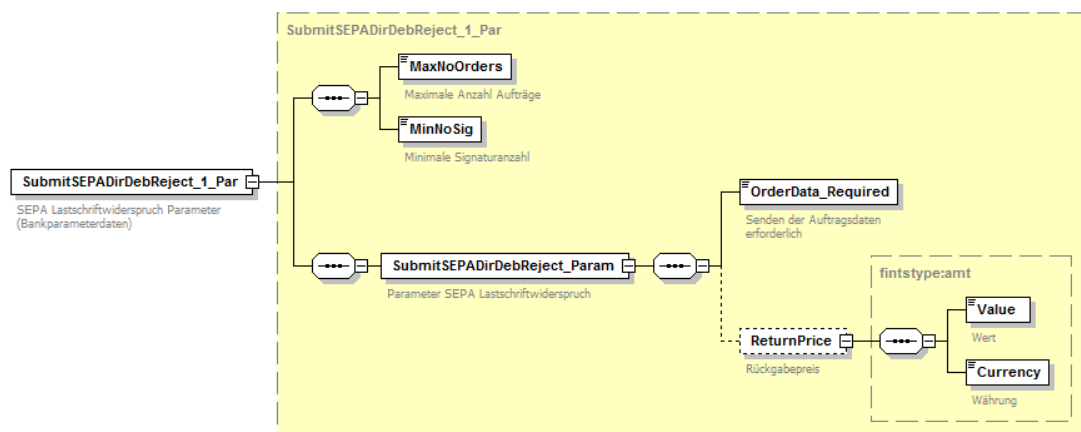 SubmitSEPADirDebReject_1_Par
MaxNoOrders
Maximale Anzahl Aufträge
MinNoSig
Minimale Signaturanzahl
SubmitSEPADirDebReject_1_Par
SEPA Lastschriftwiderspruch Parameter
(Bankparameterdaten)
OrderData_Required
Senden der Auftragsdaten
erforderlich
SubmitSEPADirDebReject_Param
Parameter SEPA Lastschriftwiderspruch
fintstype:amt
Value
Wert
ReturnPrice
Rückgabepreis
Currency
Währung